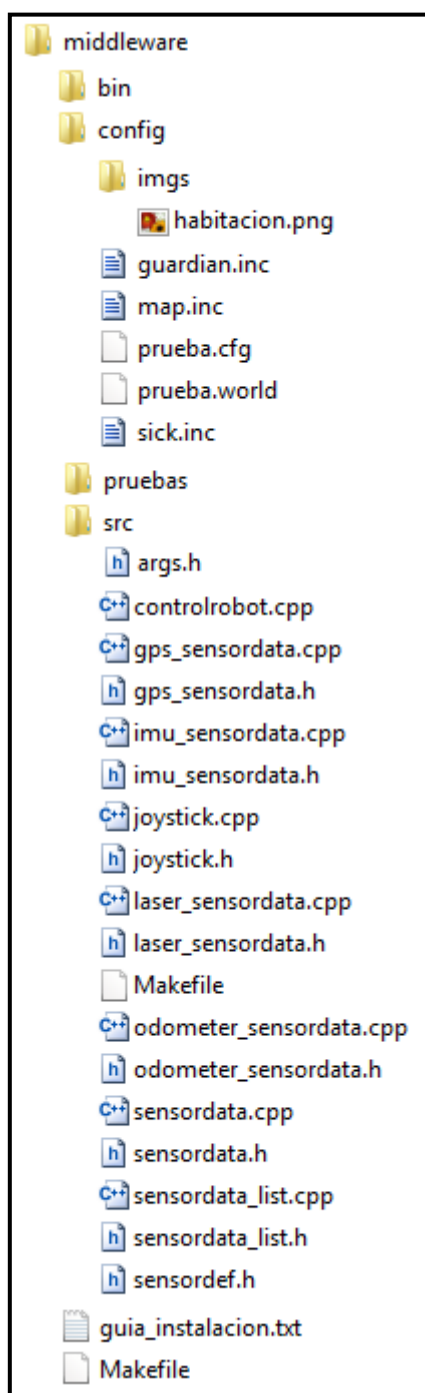 middleware
bin
config
imgs
habitacion.png
guardian.inc
map.inc
prueba.cfg
prueba.world
sick.inc
pruebas
src
h args.h
C++ controlrobot.cpp
C++ gps_sensordata.cpp
h gps_sensordata.h
C++ imu_sensordata.cpp
h imu_sensordata.h
C++ joystick.cpp
h joystick.h
C++ laser_sensordata.cpp
h laser_sensordata.h
Makefile
C++ odometer_sensordata.cpp
h odometer_sensordata.h
C++ sensordata.cpp
h sensordata.h
C++ sensordata_list.cpp
h sensordata_list.h
h sensordef.h
guia_instalacion.txt
Makefile